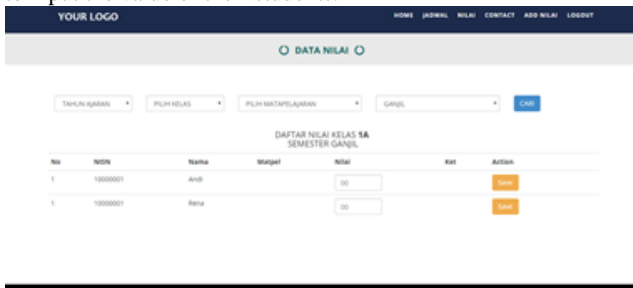 YOUR LOGO HOME JADWAL NILAI CONTACT ADD NILAI LOGOUT
DATA NILAI
TAHUN AJARAN PILIH KELAS PILIH MATAPELAJARAN GANJIL CARI
DAFTAR NILAI KELAS 1A
SEMESTER GANJIL
No NISN Nama Matpel Nilai Ket Action
1 10000001 Andi 00 Save
1 10000001 Rena 00 Save